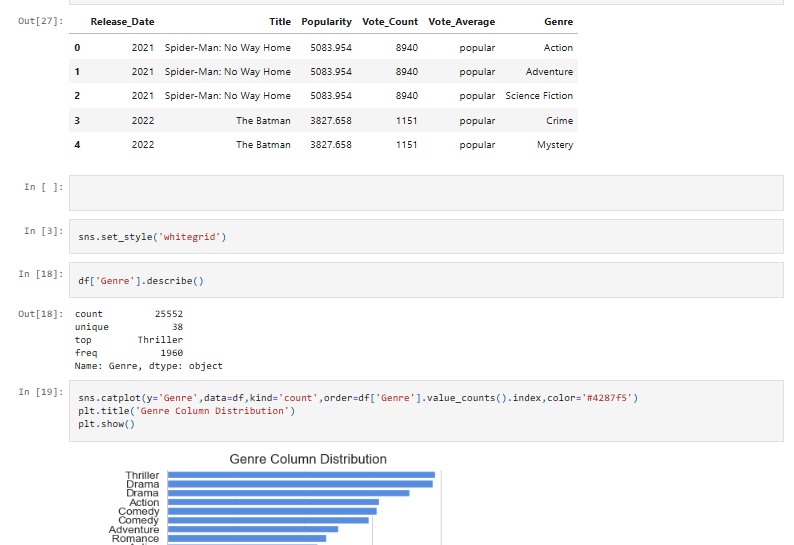 Out[27]:
Release_Date Title Popularity Vote_Count Vote_Average Genre
0 2021 Spider-Man: No Way Home 5083.954 8940 popular Action
1 2021 Spider-Man: No Way Home 5083.954 8940 popular Adventure
2 2021 Spider-Man: No Way Home 5083.954 8940 popular Science Fiction
3 2022 The Batman 3827.658 1151 popular Crime
4 2022 The Batman 3827.658 1151 popular Mystery
In [ ]:
In [3]:
sns.set_style('whitegrid')
In [18]:
df['Genre'].describe()
Out[18]:
count 25552
unique 38
top Thriller
freq 1960
Name: Genre, dtype: object
In [19]:
sns.catplot(y='Genre',data=df,kind='count',order=df['Genre'].value_counts().index,color='#4287f5')
plt.title('Genre Column Distribution')
plt.show()
Genre Column Distribution
Thriller
Drama
Drama
Action
Comedy
Comedy
Adventure
Romance